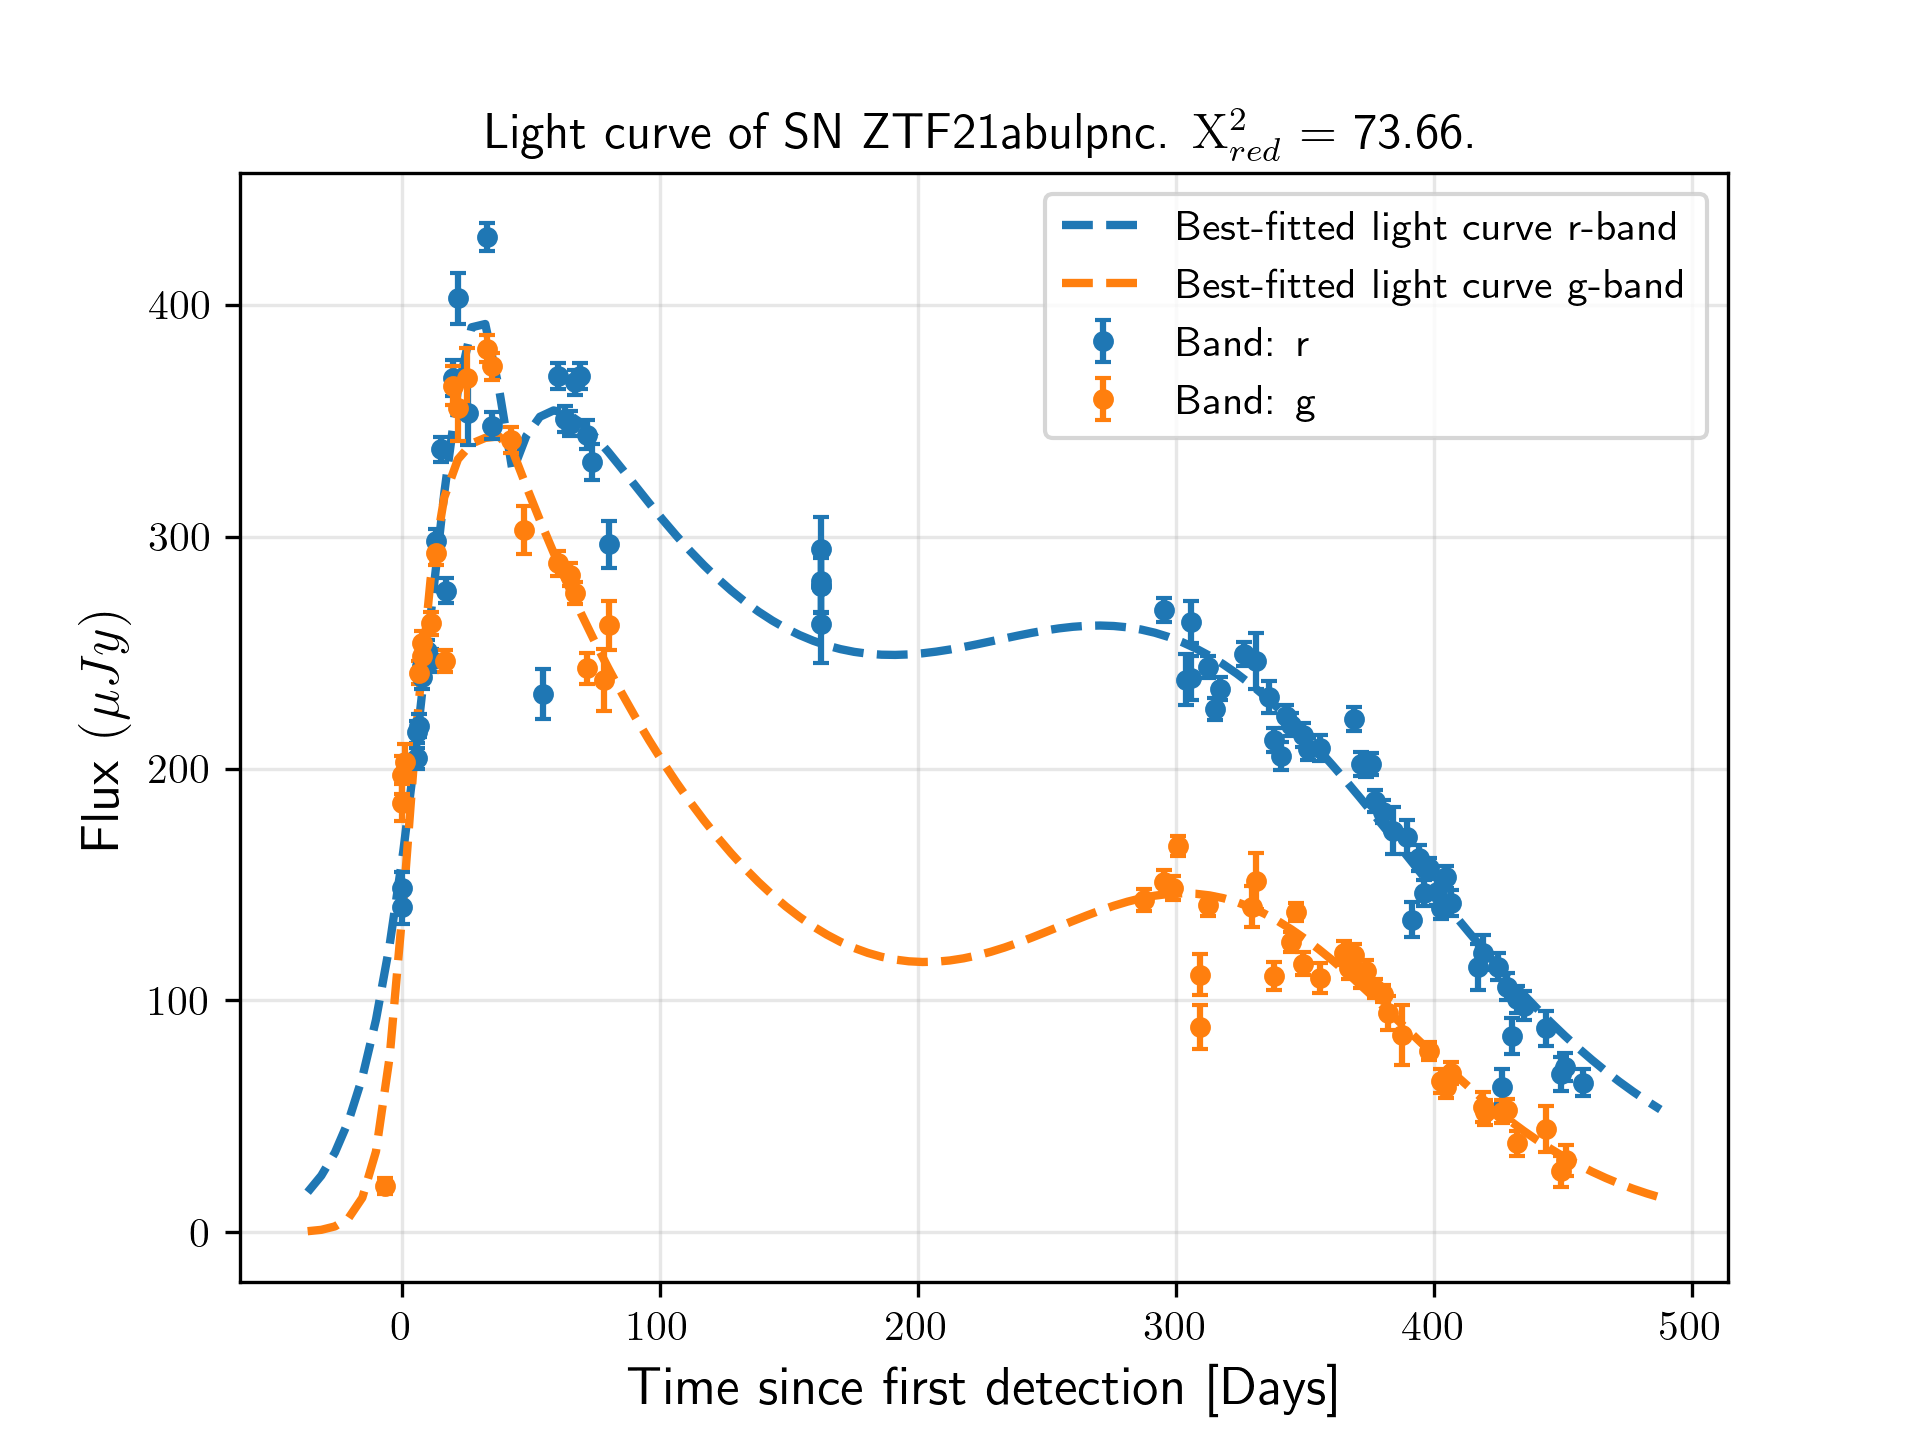 Light curve of SN ZTF21abulpnc. X²_red = 73.66.
Best-fitted light curve r-band
Best-fitted light curve g-band
Band: r
Band: g
Flux (μJy)
400
300
200
100
0
0 100 200 300 400 500
Time since first detection [Days]